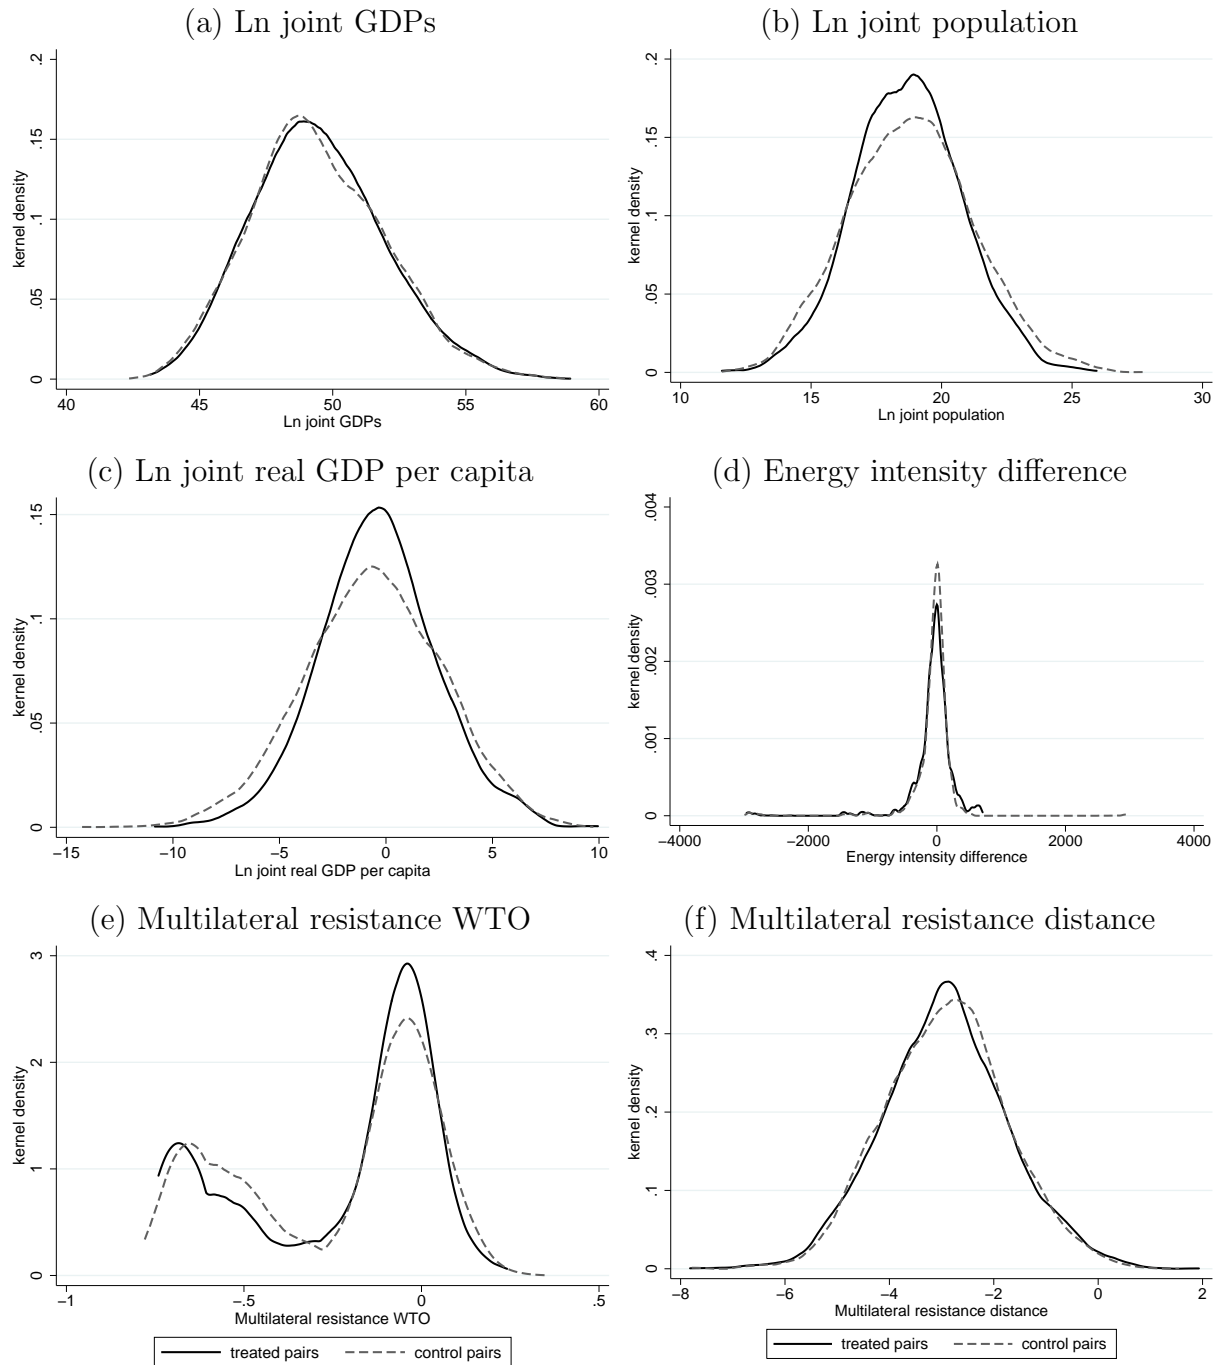 (a) Ln joint GDPs
kernel density
0 .05 .1 .15 .2
40 45 50 55 60
Ln joint GDPs
(b) Ln joint population
kernel density
0 .05 .1 .15 .2
10 15 20 25 30
Ln joint population
(c) Ln joint real GDP per capita
kernel density
0 .05 .1 .15
−15 −10 −5 0 5 10
Ln joint real GDP per capita
(d) Energy intensity difference
kernel density
0 .001 .002 .003 .004
−4000 −2000 0 2000 4000
Energy intensity difference
(e) Multilateral resistance WTO
kernel density
0 1 2 3
−1 −.5 0 .5
Multilateral resistance WTO
treated pairs control pairs
(f) Multilateral resistance distance
kernel density
0 .1 .2 .3 .4
−8 −6 −4 −2 0 2
Multilateral resistance distance
treated pairs control pairs